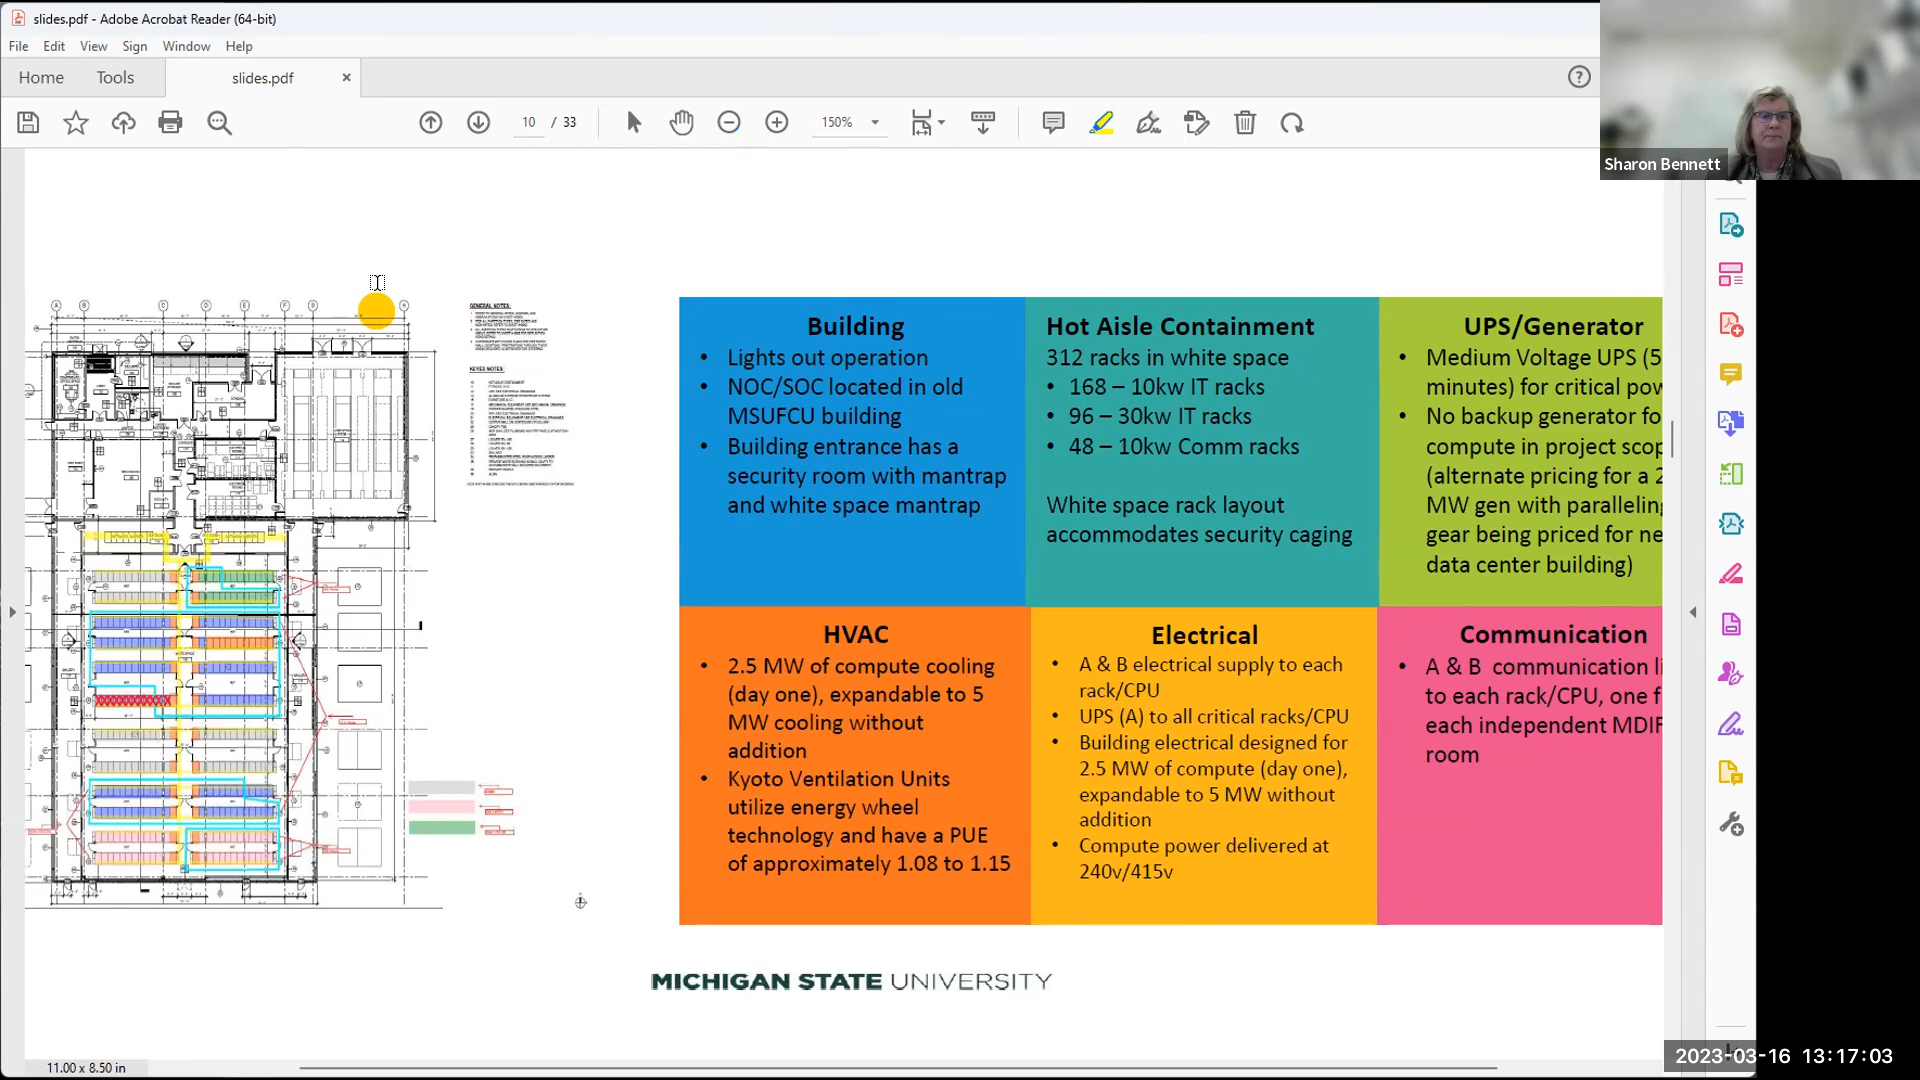 slides.pdf - Adobe Acrobat Reader (64-bit)
File Edit View Sign Window Help
Home Tools slides.pdf
10 / 33
150%
Sharon Bennett
GENERAL NOTES:
KEYED NOTES:
Building
• Lights out operation
• NOC/SOC located in old
MSUFCU building
• Building entrance has a
security room with mantrap
and white space mantrap
Hot Aisle Containment
312 racks in white space
• 168 – 10kw IT racks
• 96 – 30kw IT racks
• 48 – 10kw Comm racks
White space rack layout
accommodates security caging
UPS/Generator
• Medium Voltage UPS (5
minutes) for critical pow
• No backup generator fo
compute in project scop
(alternate pricing for a 2
MW gen with paralleling
gear being priced for ne
data center building)
HVAC
• 2.5 MW of compute cooling
(day one), expandable to 5
MW cooling without
addition
• Kyoto Ventilation Units
utilize energy wheel
technology and have a PUE
of approximately 1.08 to 1.15
Electrical
• A & B electrical supply to each
rack/CPU
• UPS (A) to all critical racks/CPU
• Building electrical designed for
2.5 MW of compute (day one),
expandable to 5 MW without
addition
• Compute power delivered at
240v/415v
Communication
• A & B communication li
to each rack/CPU, one f
each independent MDIF
room
MICHIGAN STATE UNIVERSITY
11.00 x 8.50 in
2023-03-16 13:17:03